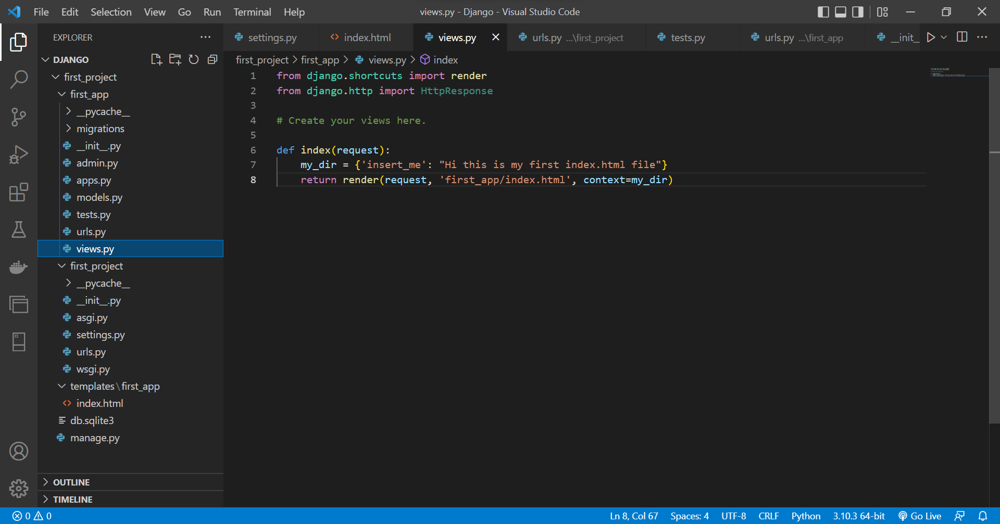 File Edit Selection View Go Run Terminal Help views.py - Django - Visual Studio Code
EXPLORER
settings.py index.html views.py urls.py ...\first_project tests.py urls.py ...\first_app __init_
DJANGO
first_project > first_app > views.py > index
first_project
first_app
__pycache__
migrations
__init__.py
admin.py
apps.py
models.py
tests.py
urls.py
views.py
first_project
__pycache__
__init__.py
asgi.py
settings.py
urls.py
wsgi.py
templates\first_app
index.html
db.sqlite3
manage.py
OUTLINE
TIMELINE
1 from django.shortcuts import render
2 from django.http import HttpResponse
3
4 # Create your views here.
5
6 def index(request):
7 my_dir = {'insert_me': "Hi this is my first index.html file"}
8 return render(request, 'first_app/index.html', context=my_dir)
0 0 Ln 8, Col 67 Spaces: 4 UTF-8 CRLF Python 3.10.3 64-bit Go Live